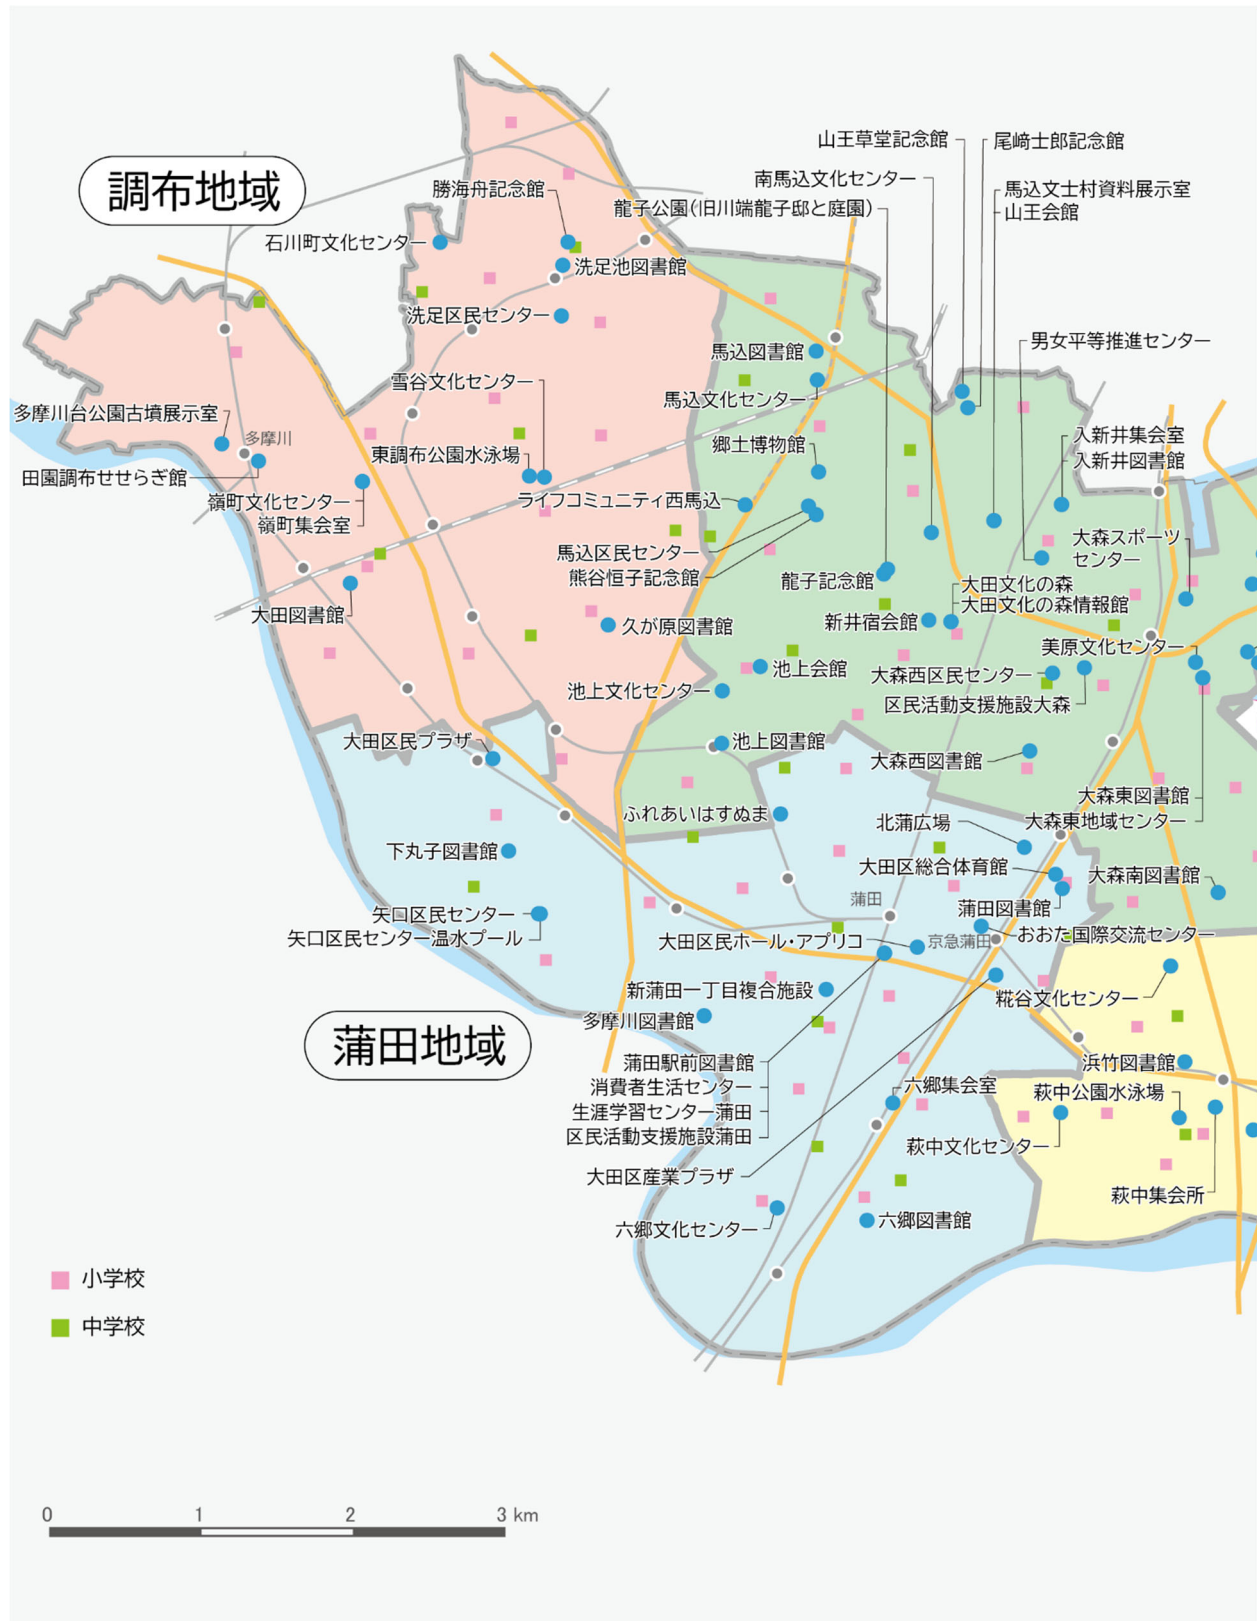 山王草堂記念館
尾﨑士郎記念館
調布地域
勝海舟記念館
南馬込文化センター
馬込文士村資料展示室
山王会館
龍子公園(旧川端龍子邸と庭園)
石川町文化センター
洗足池図書館
洗足区民センター
馬込図書館
男女平等推進センター
雪谷文化センター
馬込文化センター
多摩川台公園古墳展示室
多摩川
東調布公園水泳場
郷土博物館
入新井集会室
入新井図書館
田園調布せせらぎ館
嶺町文化センター
嶺町集会室
ライフコミュニティ西馬込
馬込区民センター
熊谷恒子記念館
大森スポーツ
センター
龍子記念館
大田文化の森
大田文化の森情報館
大田図書館
久が原図書館
新井宿会館
美原文化センター
池上会館
池上文化センター
大森西区民センター
区民活動支援施設大森
大田区民プラザ
池上図書館
大森西図書館
大森東図書館
大森東地域センター
ふれあいはすぬま
北蒲広場
下丸子図書館
大田区総合体育館
大森南図書館
蒲田
蒲田図書館
矢口区民センター
矢口区民センター温水プール
大田区民ホール・アプリコ
京急蒲田
おおた国際交流センター
新蒲田一丁目複合施設
糀谷文化センター
多摩川図書館
蒲田地域
蒲田駅前図書館
消費者生活センター
生涯学習センター蒲田
区民活動支援施設蒲田
浜竹図書館
六郷集会室
萩中公園水泳場
萩中文化センター
大田区産業プラザ
萩中集会所
六郷文化センター
六郷図書館
小学校
中学校
0 1 2 3 km